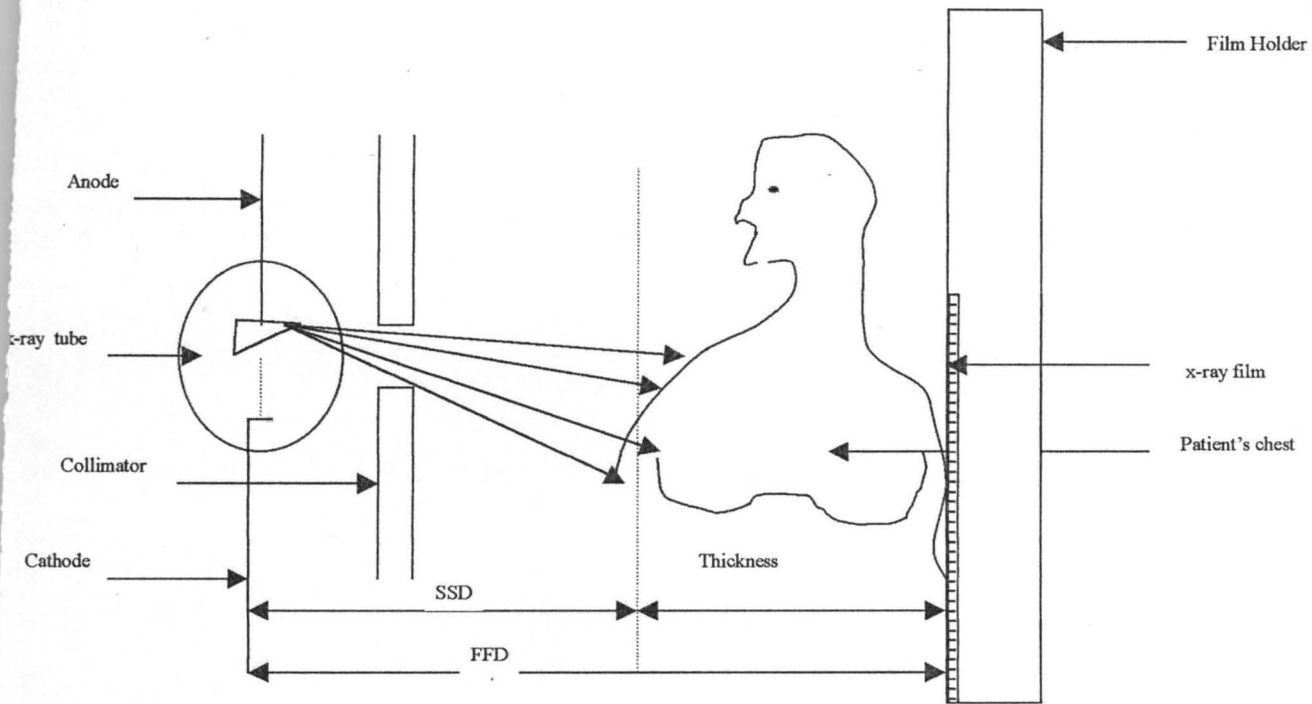 Film Holder
Anode
x-ray tube
x-ray film
Patient's chest
Collimator
Cathode
Thickness
SSD
FFD